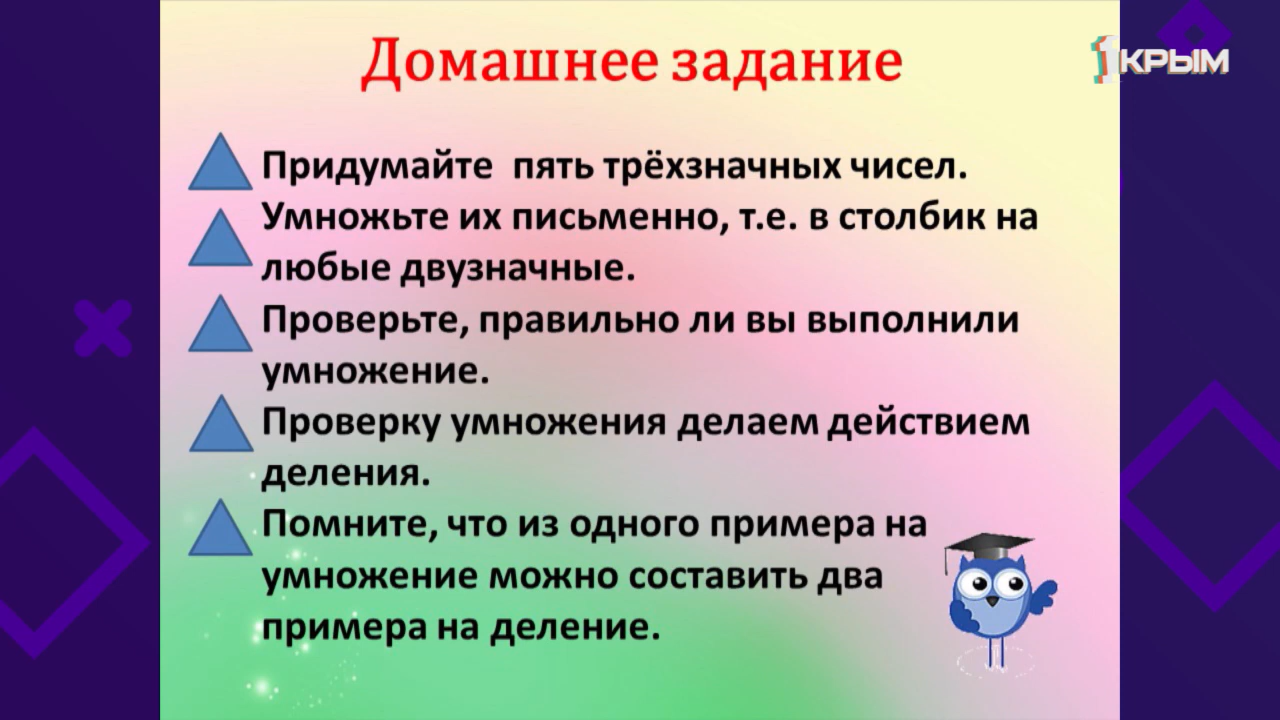 Домашнее задание
1КРЫМ
Придумайте пять трёхзначных чисел.
Умножьте их письменно, т.е. в столбик на
любые двузначные.
Проверьте, правильно ли вы выполнили
умножение.
Проверку умножения делаем действием
деления.
Помните, что из одного примера на
умножение можно составить два
примера на деление.